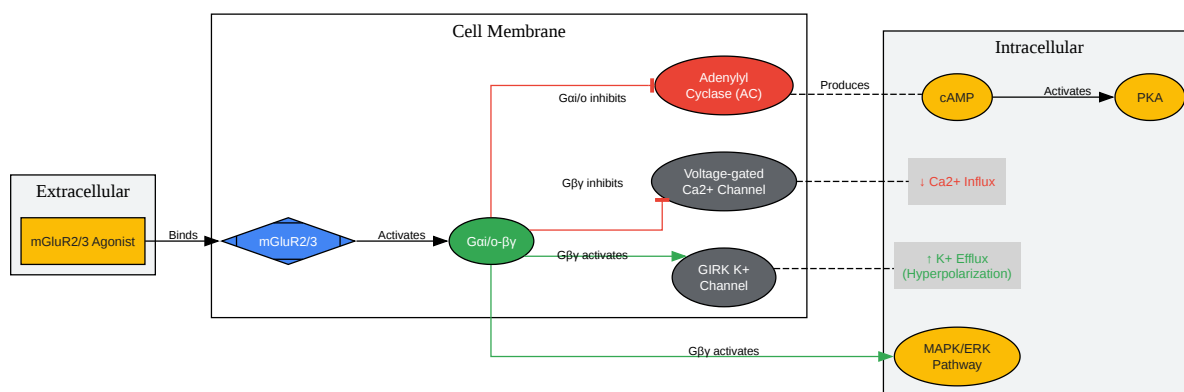 Cell Membrane
Intracellular
Adenylyl
Cyclase (AC)
Produces
cAMP
Activates
PKA
Gαi/o inhibits
Voltage-gated
Ca2+ Channel
Gβγ inhibits
↓ Ca2+ Influx
Extracellular
mGluR2/3 Agonist
Binds
mGluR2/3
Activates
Gαi/o-βγ
Gβγ activates
GIRK K+
Channel
↑ K+ Efflux
(Hyperpolarization)
Gβγ activates
MAPK/ERK
Pathway